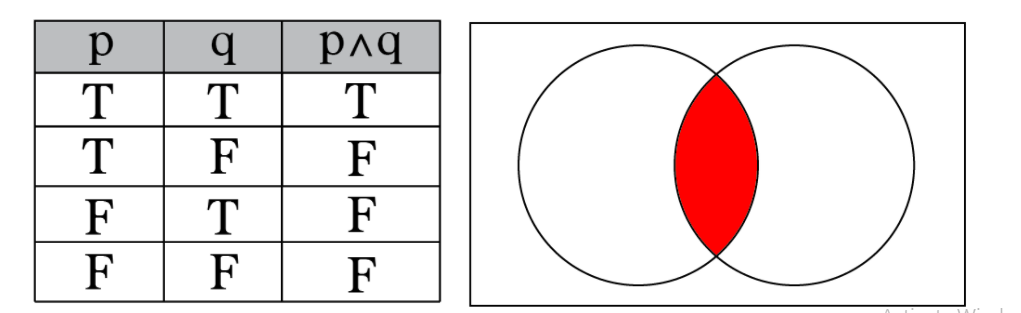 p q p∧q
T T T
T F F
F T F
F F F